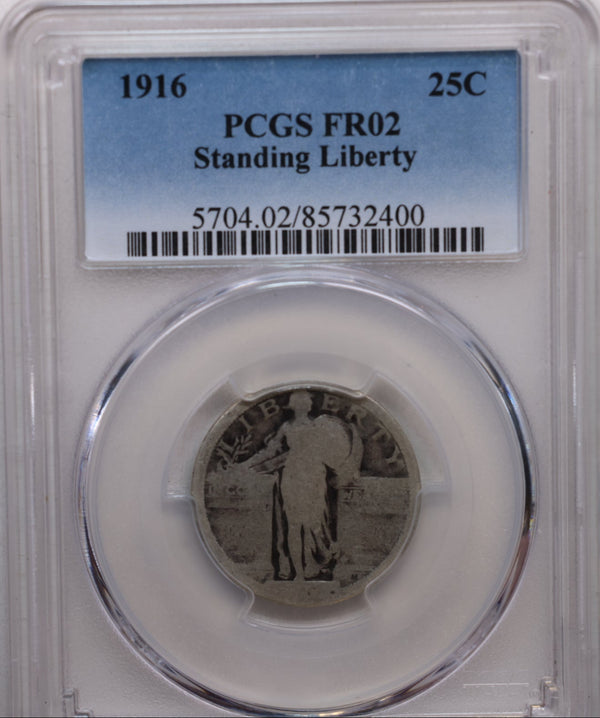 1916 25C
PCGS FR02
Standing Liberty
5704.02/85732400
LIBERTY